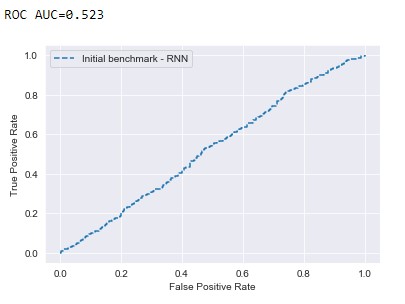 ROC AUC=0.523
Initial benchmark - RNN
1.0
0.8
0.6
0.4
0.2
0.0
True Positive Rate
0.0 0.2 0.4 0.6 0.8 1.0
False Positive Rate